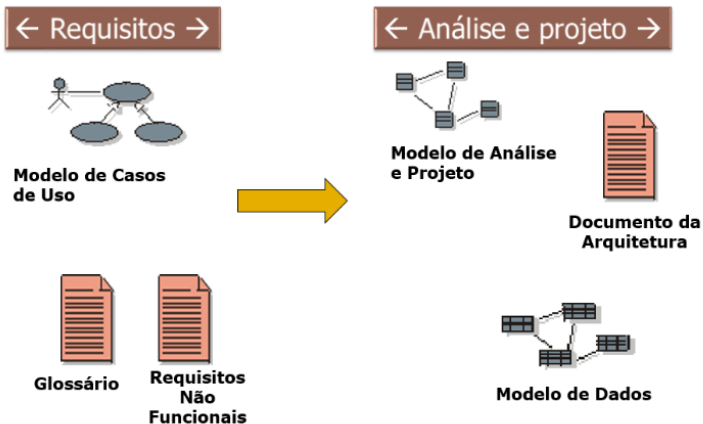 ← Requisitos →
← Análise e projeto →
Modelo de Casos
de Uso
Modelo de Análise
e Projeto
Documento da
Arquitetura
Glossário
Requisitos
Não
Funcionais
Modelo de Dados